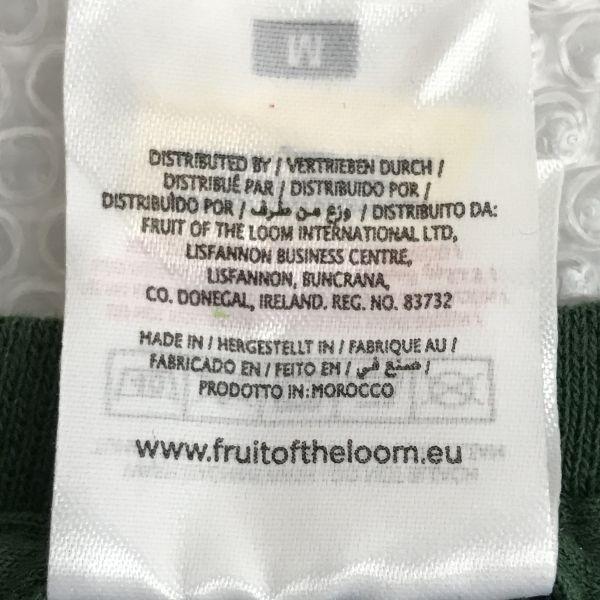 M
DISTRIBUTED BY / VERTRIEBEN DURCH /
DISTRIBUÉ PAR / DISTRIBUIDO POR /
DISTRIBUÍDO POR / وزع من طرف / DISTRIBUITO DA:
FRUIT OF THE LOOM INTERNATIONAL LTD,
LISFANNON BUSINESS CENTRE,
LISFANNON, BUNCRANA,
CO. DONEGAL, IRELAND. REG. NO. 83732
MADE IN / HERGESTELLT IN / FABRIQUE AU /
FABRICADO EN / FEITO EM / صنع في /
PRODOTTO IN:MOROCCO
www.fruitoftheloom.eu